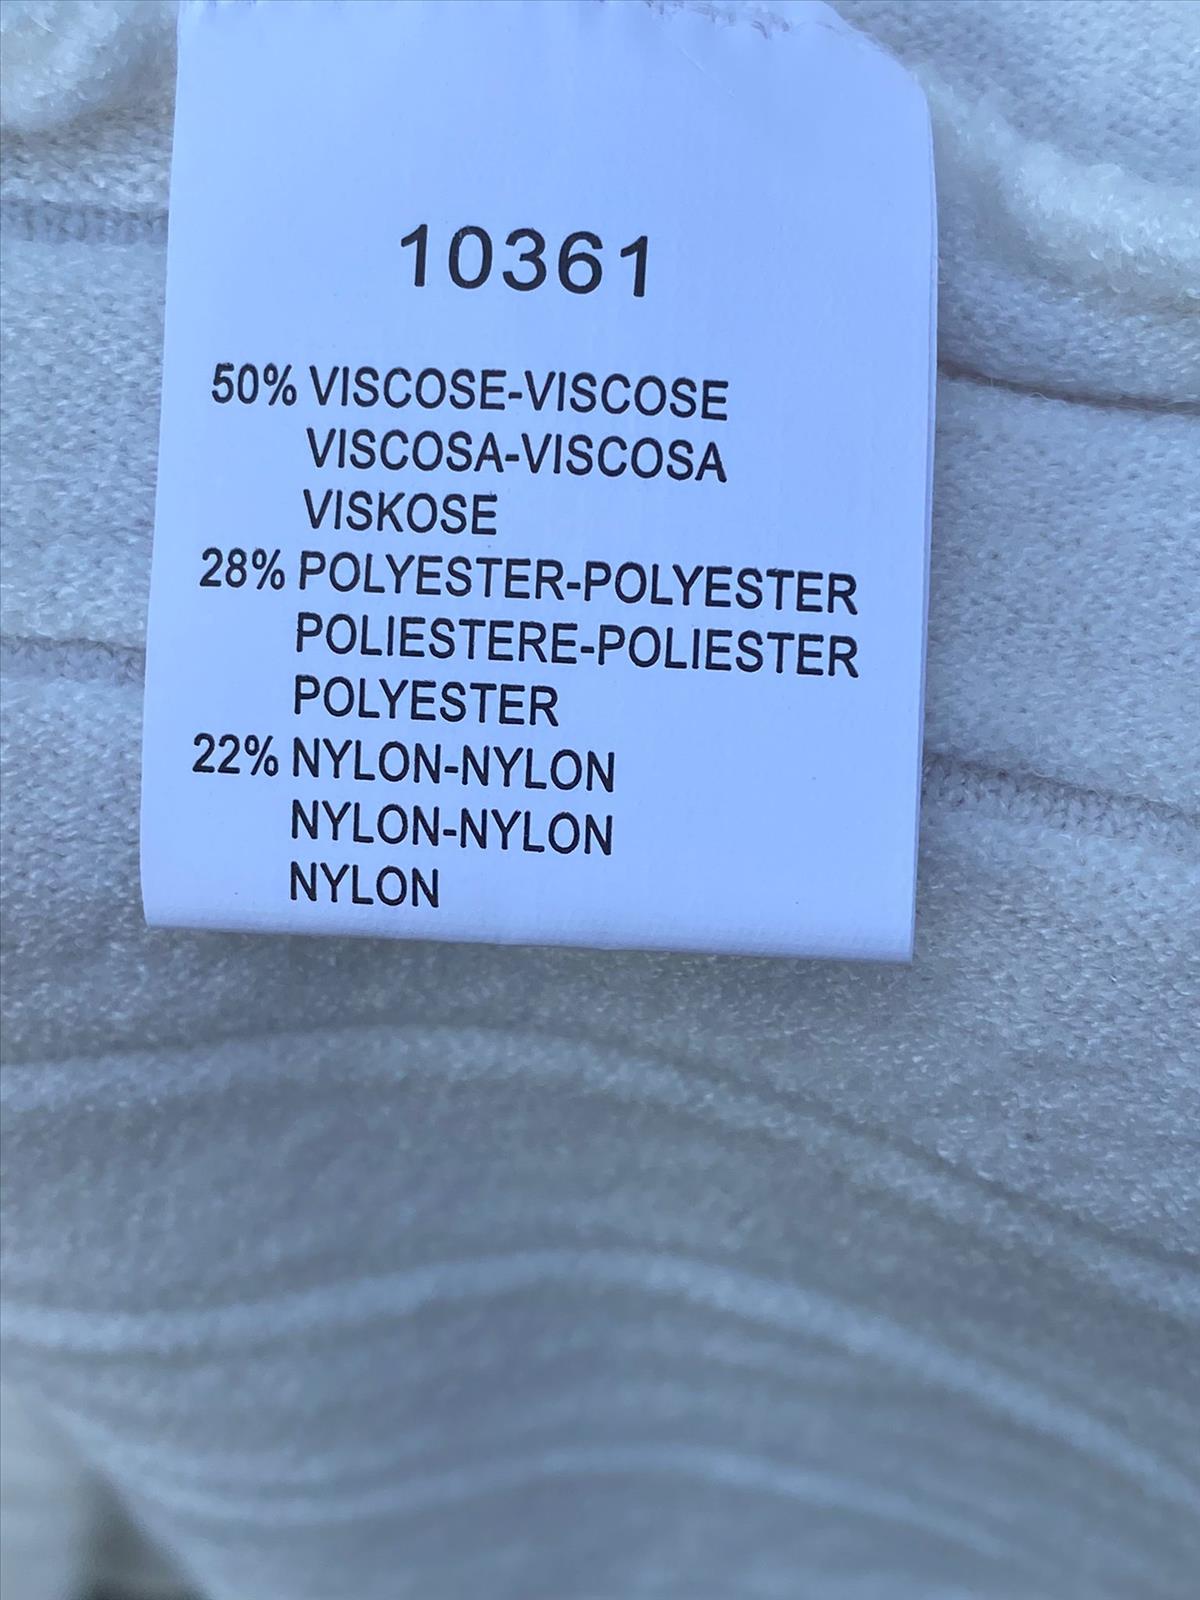 10361
50% VISCOSE-VISCOSE
VISCOSA-VISCOSA
VISKOSE
28% POLYESTER-POLYESTER
POLIESTERE-POLIESTER
POLYESTER
22% NYLON-NYLON
NYLON-NYLON
NYLON